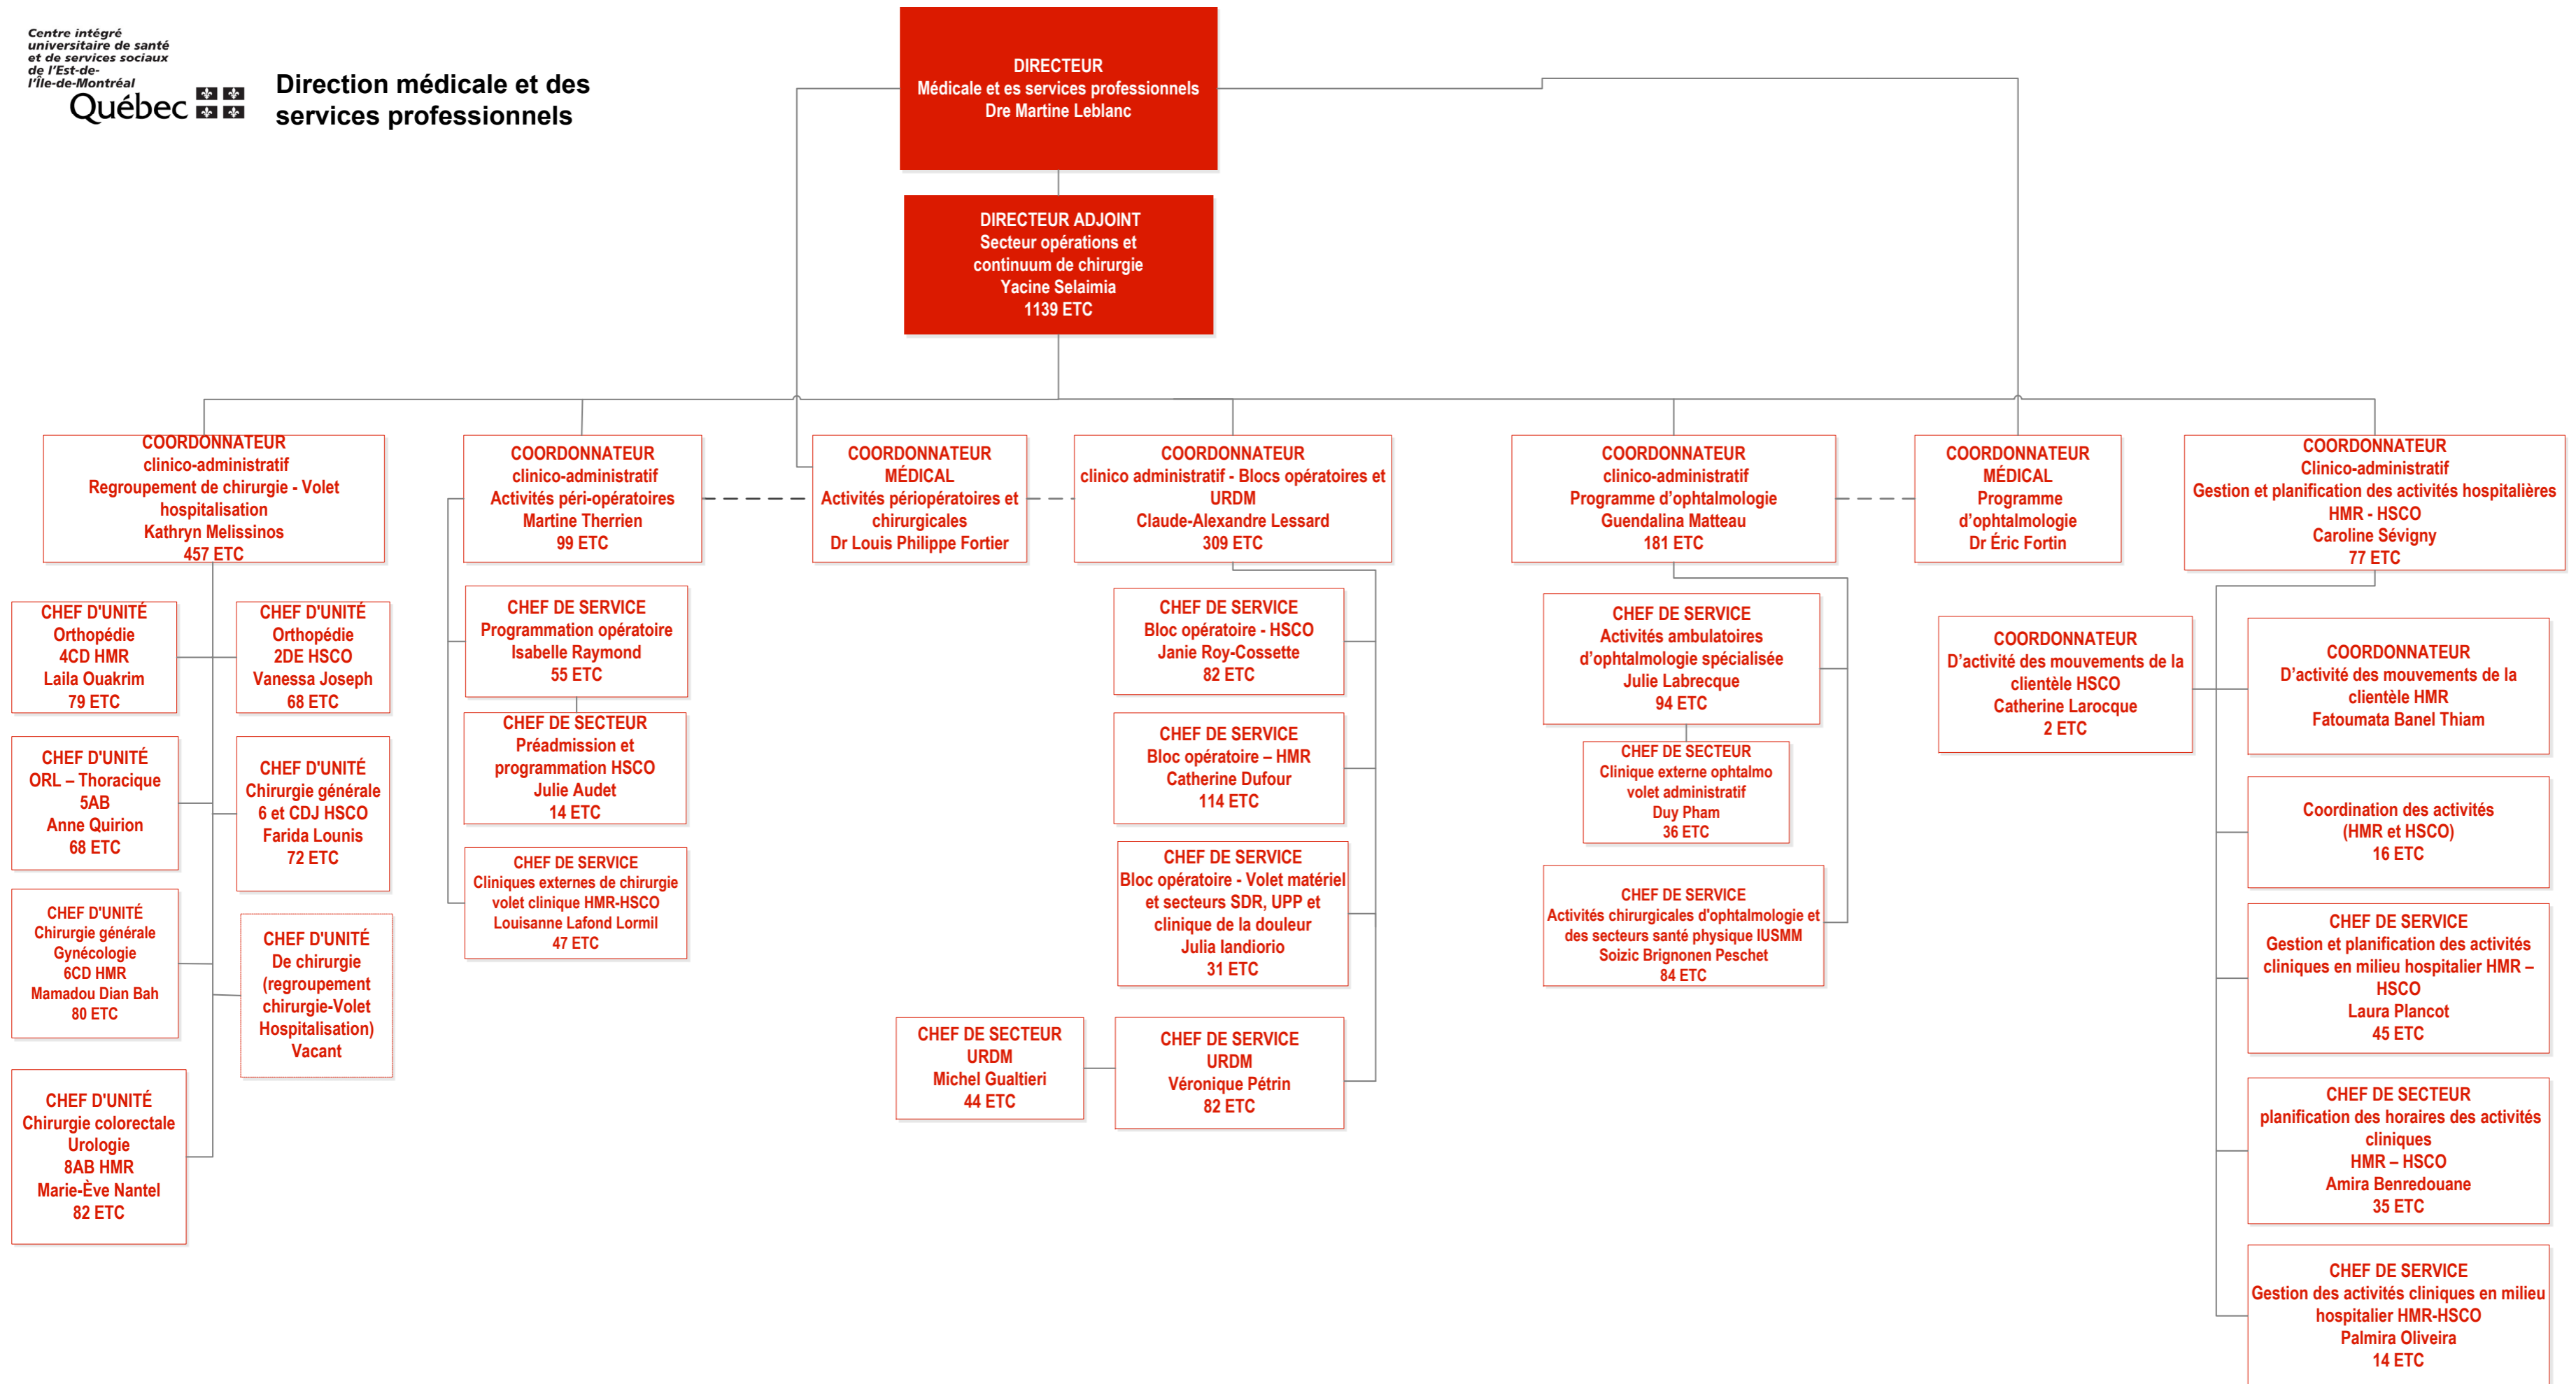 Centre intégré
universitaire de santé
et de services sociaux
de l'Est-de-
l'Île-de-Montréal
Québec
Direction médicale et des
services professionnels
DIRECTEUR
Médicale et es services professionnels
Dre Martine Leblanc
DIRECTEUR ADJOINT
Secteur opérations et
continuum de chirurgie
Yacine Selaimia
1139 ETC
COORDONNATEUR
clinico-administratif
Regroupement de chirurgie - Volet
hospitalisation
Kathryn Melissinos
457 ETC
COORDONNATEUR
clinico-administratif
Activités péri-opératoires
Martine Therrien
99 ETC
COORDONNATEUR
MÉDICAL
Activités périopératoires et
chirurgicales
Dr Louis Philippe Fortier
COORDONNATEUR
clinico administratif - Blocs opératoires et
URDM
Claude-Alexandre Lessard
309 ETC
COORDONNATEUR
clinico-administratif
Programme d'ophtalmologie
Guendalina Matteau
181 ETC
COORDONNATEUR
MÉDICAL
Programme
d'ophtalmologie
Dr Éric Fortin
COORDONNATEUR
Clinico-administratif
Gestion et planification des activités hospitalières
HMR - HSCO
Caroline Sévigny
77 ETC
CHEF D'UNITÉ
Orthopédie
4CD HMR
Laila Ouakrim
79 ETC
CHEF D'UNITÉ
Orthopédie
2DE HSCO
Vanessa Joseph
68 ETC
CHEF D'UNITÉ
ORL – Thoracique
5AB
Anne Quirion
68 ETC
CHEF D'UNITÉ
Chirurgie générale
6 et CDJ HSCO
Farida Lounis
72 ETC
CHEF D'UNITÉ
Chirurgie générale
Gynécologie
6CD HMR
Mamadou Dian Bah
80 ETC
CHEF D'UNITÉ
De chirurgie
(regroupement
chirurgie-Volet
Hospitalisation)
Vacant
CHEF D'UNITÉ
Chirurgie colorectale
Urologie
8AB HMR
Marie-Ève Nantel
82 ETC
CHEF DE SERVICE
Programmation opératoire
Isabelle Raymond
55 ETC
CHEF DE SECTEUR
Préadmission et
programmation HSCO
Julie Audet
14 ETC
CHEF DE SERVICE
Cliniques externes de chirurgie
volet clinique HMR-HSCO
Louisanne Lafond Lormil
47 ETC
CHEF DE SERVICE
Bloc opératoire - HSCO
Janie Roy-Cossette
82 ETC
CHEF DE SERVICE
Bloc opératoire – HMR
Catherine Dufour
114 ETC
CHEF DE SERVICE
Bloc opératoire - Volet matériel
et secteurs SDR, UPP et
clinique de la douleur
Julia Iandiorio
31 ETC
CHEF DE SECTEUR
URDM
Michel Gualtieri
44 ETC
CHEF DE SERVICE
URDM
Véronique Pétrin
82 ETC
CHEF DE SERVICE
Activités ambulatoires
d'ophtalmologie spécialisée
Julie Labrecque
94 ETC
CHEF DE SECTEUR
Clinique externe ophtalmo
volet administratif
Duy Pham
36 ETC
CHEF DE SERVICE
Activités chirurgicales d'ophtalmologie et
des secteurs santé physique IUSMM
Soizic Brignonen Peschet
84 ETC
COORDONNATEUR
D'activité des mouvements de la
clientèle HSCO
Catherine Larocque
2 ETC
COORDONNATEUR
D'activité des mouvements de la
clientèle HMR
Fatoumata Banel Thiam
Coordination des activités
(HMR et HSCO)
16 ETC
CHEF DE SERVICE
Gestion et planification des activités
cliniques en milieu hospitalier HMR –
HSCO
Laura Plancot
45 ETC
CHEF DE SECTEUR
planification des horaires des activités
cliniques
HMR – HSCO
Amira Benredouane
35 ETC
CHEF DE SERVICE
Gestion des activités cliniques en milieu
hospitalier HMR-HSCO
Palmira Oliveira
14 ETC